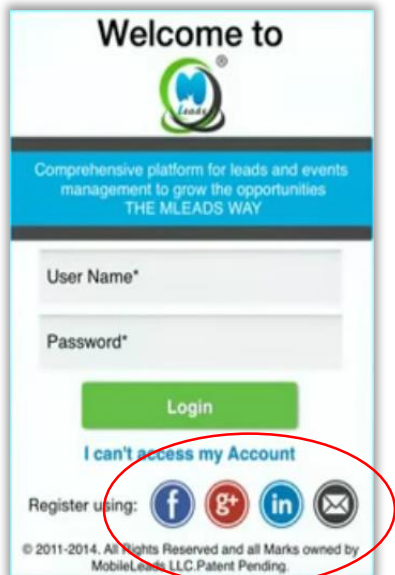 Welcome to
M
Leads
®
Comprehensive platform for leads and events
management to grow the opportunities
THE MLEADS WAY
User Name*
Password*
Login
I can't access my Account
Register using: f g+ in
© 2011-2014. All Rights Reserved and all Marks owned by
MobileLeads LLC.Patent Pending.